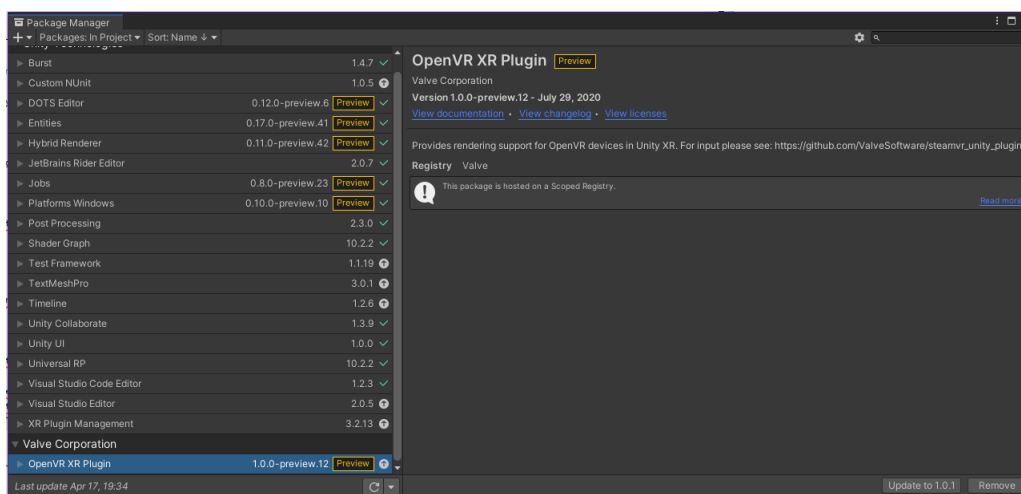 Package Manager
Packages: In Project Sort: Name ↓
Unity Technologies
Burst 1.4.7
Custom NUnit 1.0.5
DOTS Editor 0.12.0-preview.6 Preview
Entities 0.17.0-preview.41 Preview
Hybrid Renderer 0.11.0-preview.42 Preview
JetBrains Rider Editor 2.0.7
Jobs 0.8.0-preview.23 Preview
Platforms Windows 0.10.0-preview.10 Preview
Post Processing 2.3.0
Shader Graph 10.2.2
Test Framework 1.1.19
TextMeshPro 3.0.1
Timeline 1.2.6
Unity Collaborate 1.3.9
Unity UI 1.0.0
Universal RP 10.2.2
Visual Studio Code Editor 1.2.3
Visual Studio Editor 2.0.5
XR Plugin Management 3.2.13
Valve Corporation
OpenVR XR Plugin 1.0.0-preview.12 Preview
Last update Apr 17, 19:34
OpenVR XR Plugin Preview
Valve Corporation
Version 1.0.0-preview.12 - July 29, 2020
View documentation • View changelog • View licenses
Provides rendering support for OpenVR devices in Unity XR. For input please see: https://github.com/ValveSoftware/steamvr_unity_plugin
Registry Valve
This package is hosted on a Scoped Registry.
Read more
Update to 1.0.1 Remove